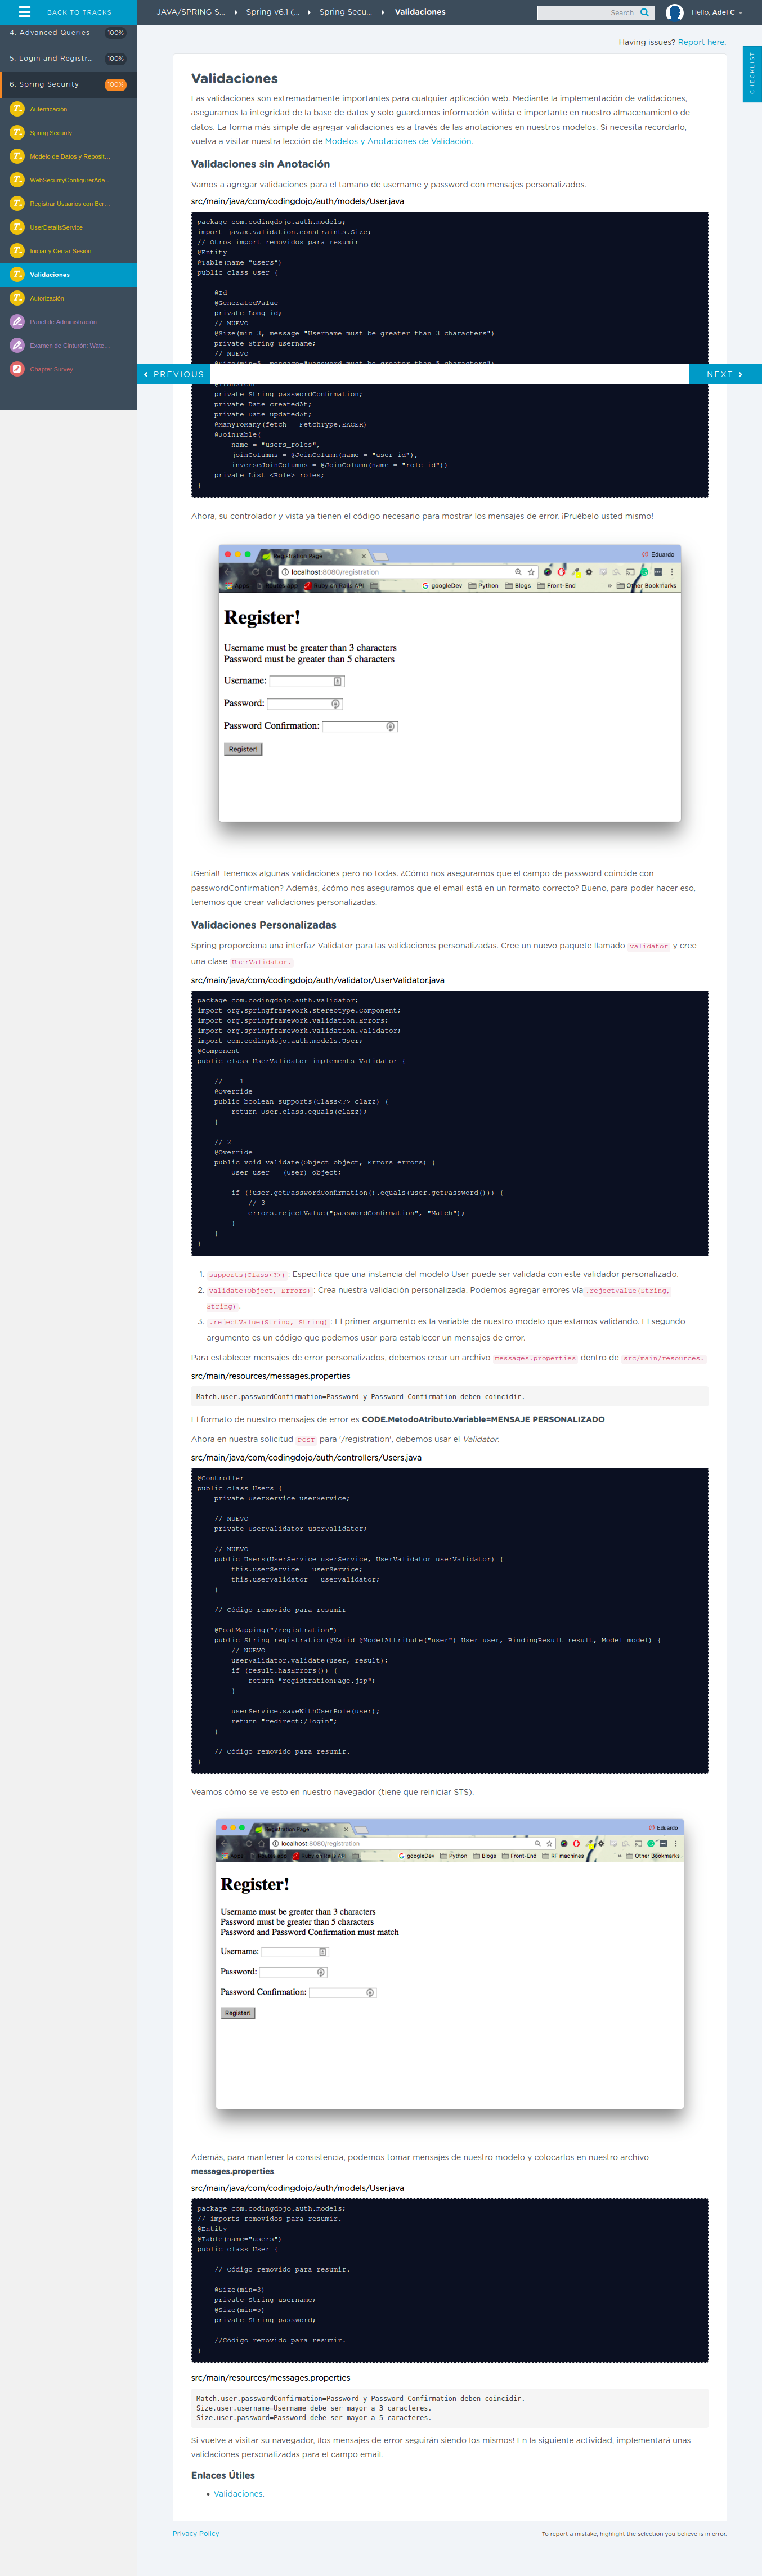 BACK TO TRACKS
JAVA/SPRING S... Spring v6.1 (... Spring Secu... Validaciones
Search
Hello, Adel C
4. Advanced Queries 100%
5. Login and Registr... 100%
6. Spring Security 100%
Autenticación
Spring Security
Modelo de Datos y Reposit...
WebSecurityConfigurerAda...
Registrar Usuarios con Bcr...
UserDetailsService
Iniciar y Cerrar Sesión
Validaciones
Autorización
Panel de Administración
Examen de Cinturón: Wate...
Chapter Survey
Having issues? Report here.
CHECKLIST
Validaciones
Las validaciones son extremadamente importantes para cualquier aplicación web. Mediante la implementación de validaciones,
aseguramos la integridad de la base de datos y solo guardamos información válida e importante en nuestro almacenamiento de
datos. La forma más simple de agregar validaciones es a través de las anotaciones en nuestros modelos. Si necesita recordarlo,
vuelva a visitar nuestra lección de Modelos y Anotaciones de Validación.
Validaciones sin Anotación
Vamos a agregar validaciones para el tamaño de username y password con mensajes personalizados.
src/main/java/com/codingdojo/auth/models/User.java
package com.codingdojo.auth.models;
import javax.validation.constraints.Size;
// Otros import removidos para resumir
@Entity
@Table(name="users")
public class User {
@Id
@GeneratedValue
private Long id;
// NUEVO
@Size(min=3, message="Username must be greater than 3 characters")
private String username;
// NUEVO
PREVIOUS
NEXT
private String passwordConfirmation;
private Date createdAt;
private Date updatedAt;
@ManyToMany(fetch = FetchType.EAGER)
@JoinTable(
name = "users_roles",
joinColumns = @JoinColumn(name = "user_id"),
inverseJoinColumns = @JoinColumn(name = "role_id"))
private List <Role> roles;
}
Ahora, su controlador y vista ya tienen el código necesario para mostrar los mensajes de error. ¡Pruébelo usted mismo!
Registration Page
Eduardo
localhost:8080/registration
Apps
Ruby on Rails API
googleDev Python Blogs Front-End » Other Bookmarks
Register!
Username must be greater than 3 characters
Password must be greater than 5 characters
Username:
Password:
Password Confirmation:
Register!
¡Genial! Tenemos algunas validaciones pero no todas. ¿Cómo nos aseguramos que el campo de password coincide con
passwordConfirmation? Además, ¿cómo nos aseguramos que el email está en un formato correcto? Bueno, para poder hacer eso,
tenemos que crear validaciones personalizadas.
Validaciones Personalizadas
Spring proporciona una interfaz Validator para las validaciones personalizadas. Cree un nuevo paquete llamado validator y cree
una clase UserValidator.
src/main/java/com/codingdojo/auth/validator/UserValidator.java
package com.codingdojo.auth.validator;
import org.springframework.stereotype.Component;
import org.springframework.validation.Errors;
import org.springframework.validation.Validator;
import com.codingdojo.auth.models.User;
@Component
public class UserValidator implements Validator {
// 1
@Override
public boolean supports(Class<?> clazz) {
return User.class.equals(clazz);
}
// 2
@Override
public void validate(Object object, Errors errors) {
User user = (User) object;
if (!user.getPasswordConfirmation().equals(user.getPassword())) {
// 3
errors.rejectValue("passwordConfirmation", "Match");
}
}
}
1. supports(Class<?>): Especifica que una instancia del modelo User puede ser validada con este validador personalizado.
2. validate(Object, Errors): Crea nuestra validación personalizada. Podemos agregar errores vía .rejectValue(String,
String).
3. .rejectValue(String, String): El primer argumento es la variable de nuestro modelo que estamos validando. El segundo
argumento es un código que podemos usar para establecer un mensajes de error.
Para establecer mensajes de error personalizados, debemos crear un archivo messages.properties dentro de src/main/resources.
src/main/resources/messages.properties
Match.user.passwordConfirmation=Password y Password Confirmation deben coincidir.
El formato de nuestro mensajes de error es CODE.MetodoAtributo.Variable=MENSAJE PERSONALIZADO
Ahora en nuestra solicitud POST para '/registration', debemos usar el Validator.
src/main/java/com/codingdojo/auth/controllers/Users.java
@Controller
public class Users {
private UserService userService;
// NUEVO
private UserValidator userValidator;
// NUEVO
public Users(UserService userService, UserValidator userValidator) {
this.userService = userService;
this.userValidator = userValidator;
}
// Código removido para resumir
@PostMapping("/registration")
public String registration(@Valid @ModelAttribute("user") User user, BindingResult result, Model model) {
// NUEVO
userValidator.validate(user, result);
if (result.hasErrors()) {
return "registrationPage.jsp";
}
userService.saveWithUserRole(user);
return "redirect:/login";
}
// Código removido para resumir.
}
Veamos cómo se ve esto en nuestro navegador (tiene que reiniciar STS).
Registration Page
Eduardo
localhost:8080/registration
Apps
Ruby on Rails API
googleDev Python Blogs Front-End RF machines » Other Bookmarks
Register!
Username must be greater than 3 characters
Password must be greater than 5 characters
Password and Password Confirmation must match
Username:
Password:
Password Confirmation:
Register!
Además, para mantener la consistencia, podemos tomar mensajes de nuestro modelo y colocarlos en nuestro archivo
messages.properties.
src/main/java/com/codingdojo/auth/models/User.java
package com.codingdojo.auth.models;
// imports removidos para resumir.
@Entity
@Table(name="users")
public class User {
// Código removido para resumir.
@Size(min=3)
private String username;
@Size(min=5)
private String password;
//Código removido para resumir.
}
src/main/resources/messages.properties
Match.user.passwordConfirmation=Password y Password Confirmation deben coincidir.
Size.user.username=Username debe ser mayor a 3 caracteres.
Size.user.password=Password debe ser mayor a 5 caracteres.
Si vuelve a visitar su navegador, ¡los mensajes de error seguirán siendo los mismos! En la siguiente actividad, implementará unas
validaciones personalizadas para el campo email.
Enlaces Útiles
• Validaciones.
Privacy Policy
To report a mistake, highlight the selection you believe is in error.